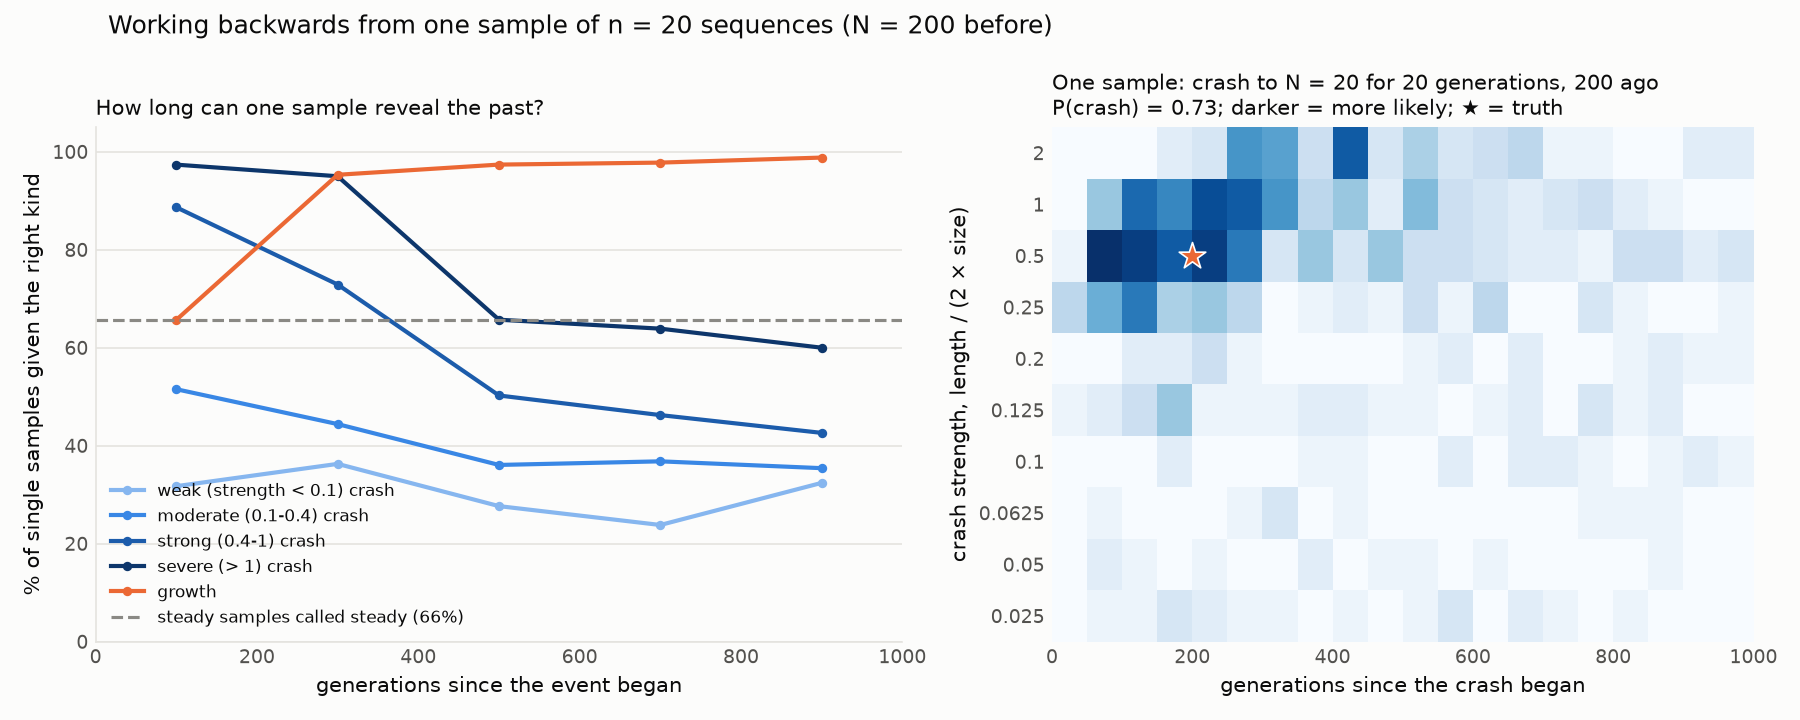 Working backwards from one sample of n = 20 sequences (N = 200 before)
How long can one sample reveal the past?
% of single samples given the right kind
100
80
60
40
20
0
weak (strength < 0.1) crash
moderate (0.1-0.4) crash
strong (0.4-1) crash
severe (> 1) crash
growth
steady samples called steady (66%)
0 200 400 600 800 1000
generations since the event began
One sample: crash to N = 20 for 20 generations, 200 ago
P(crash) = 0.73; darker = more likely; ★ = truth
crash strength, length / (2 × size)
2
1
0.5
0.25
0.2
0.125
0.1
0.0625
0.05
0.025
0 200 400 600 800 1000
generations since the crash began